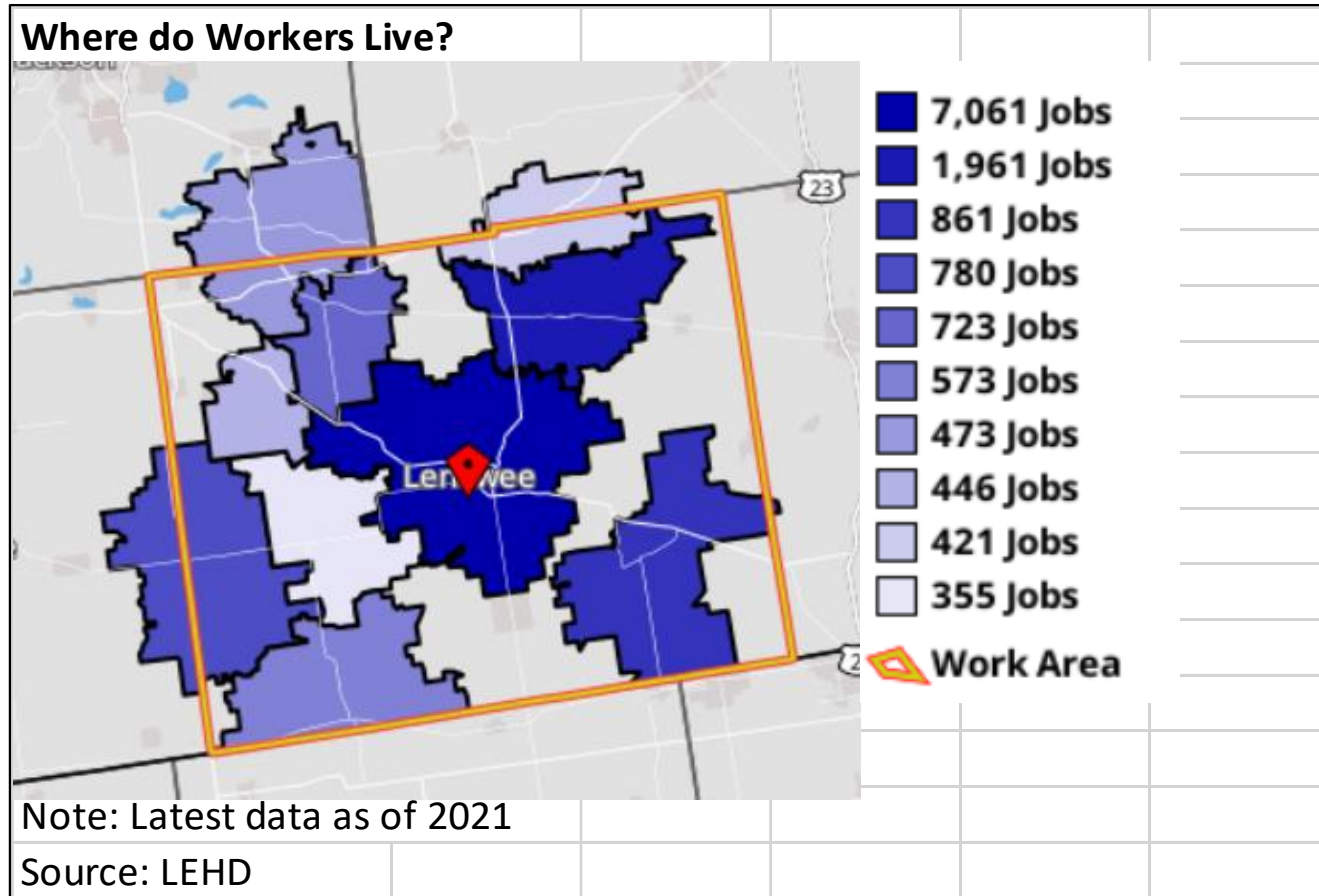 Where do Workers Live?
23
7,061 Jobs
1,961 Jobs
861 Jobs
780 Jobs
723 Jobs
573 Jobs
473 Jobs
446 Jobs
421 Jobs
355 Jobs
Work Area
2
Note: Latest data as of 2021
Source: LEHD